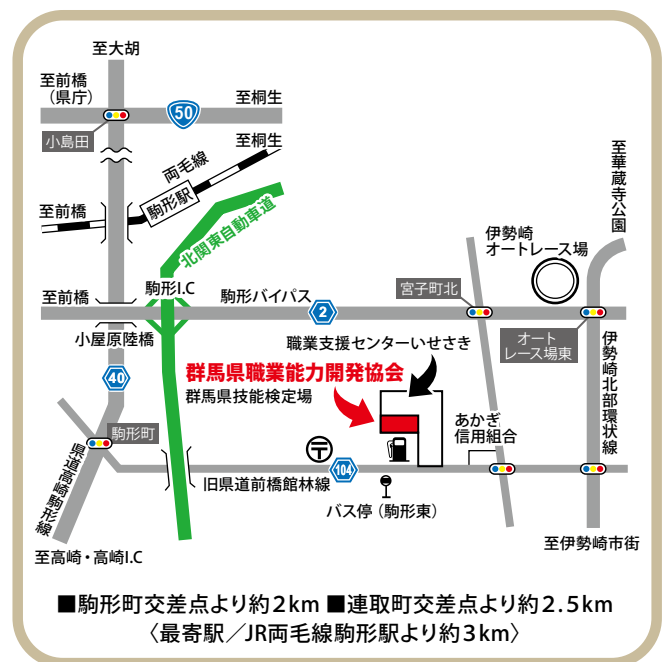 至大胡
至前橋
（県庁）
50
至桐生
小島田
至桐生
両毛線
駒形駅
至前橋
北関東自動車道
至華蔵寺公園
伊勢崎
オートレース場
駒形I.C
至前橋
駒形バイパス
2
宮子町北
小屋原陸橋
オート
レース場東
職業支援センターいせさき
群馬県職業能力開発協会
群馬県技能検定場
40
伊勢崎北部環状線
駒形町
あかぎ
信用組合
県道高崎駒形線
旧県道前橋館林線
104
バス停（駒形東）
至高崎・高崎I.C
至伊勢崎市街
■駒形町交差点より約2km ■連取町交差点より約2.5km
〈最寄駅／JR両毛線駒形駅より約3km〉